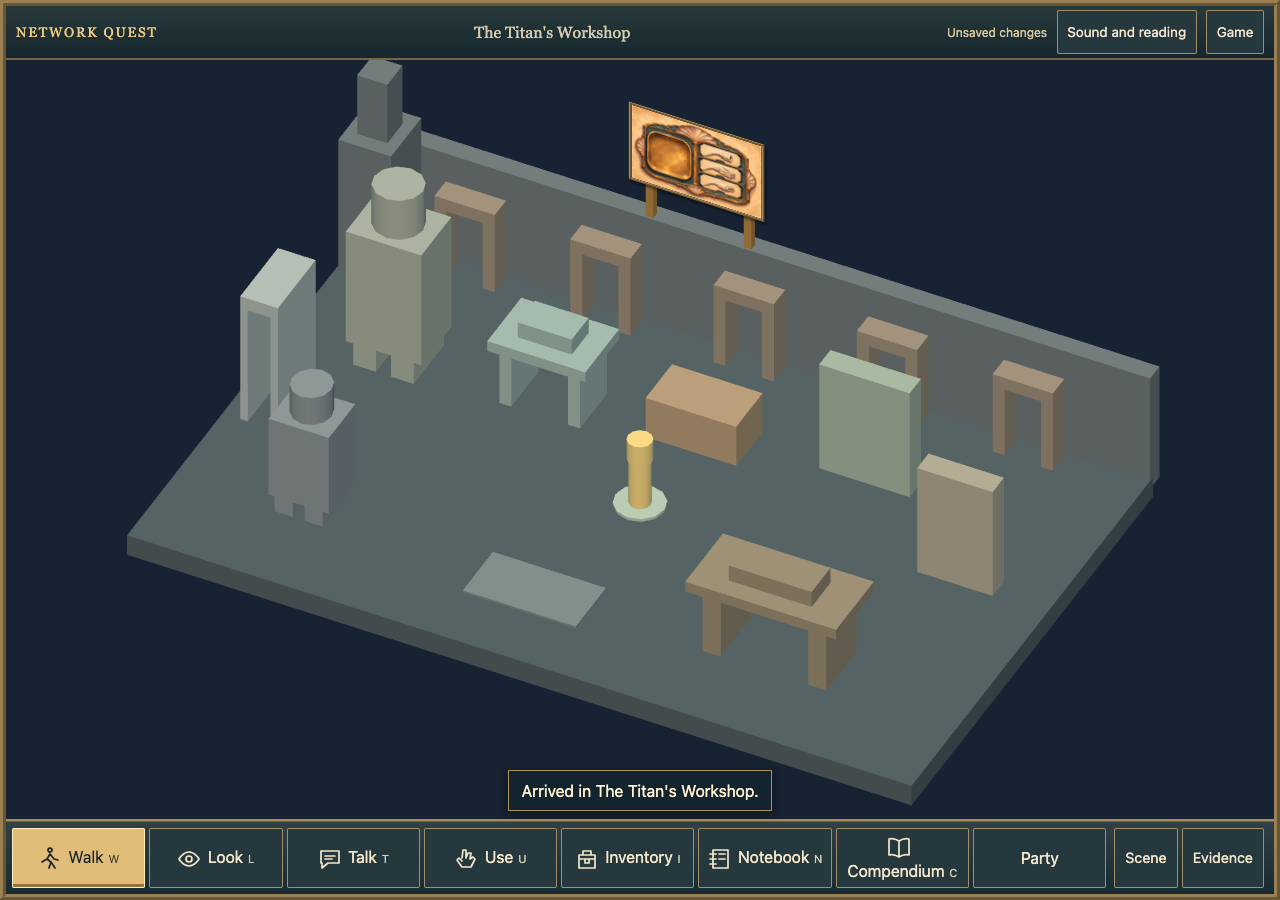 NETWORK QUEST
The Titan's Workshop
Unsaved changes
Sound and reading
Game
Arrived in The Titan's Workshop.
Walk W
Look L
Talk T
Use U
Inventory I
Notebook N
Compendium C
Party
Scene
Evidence